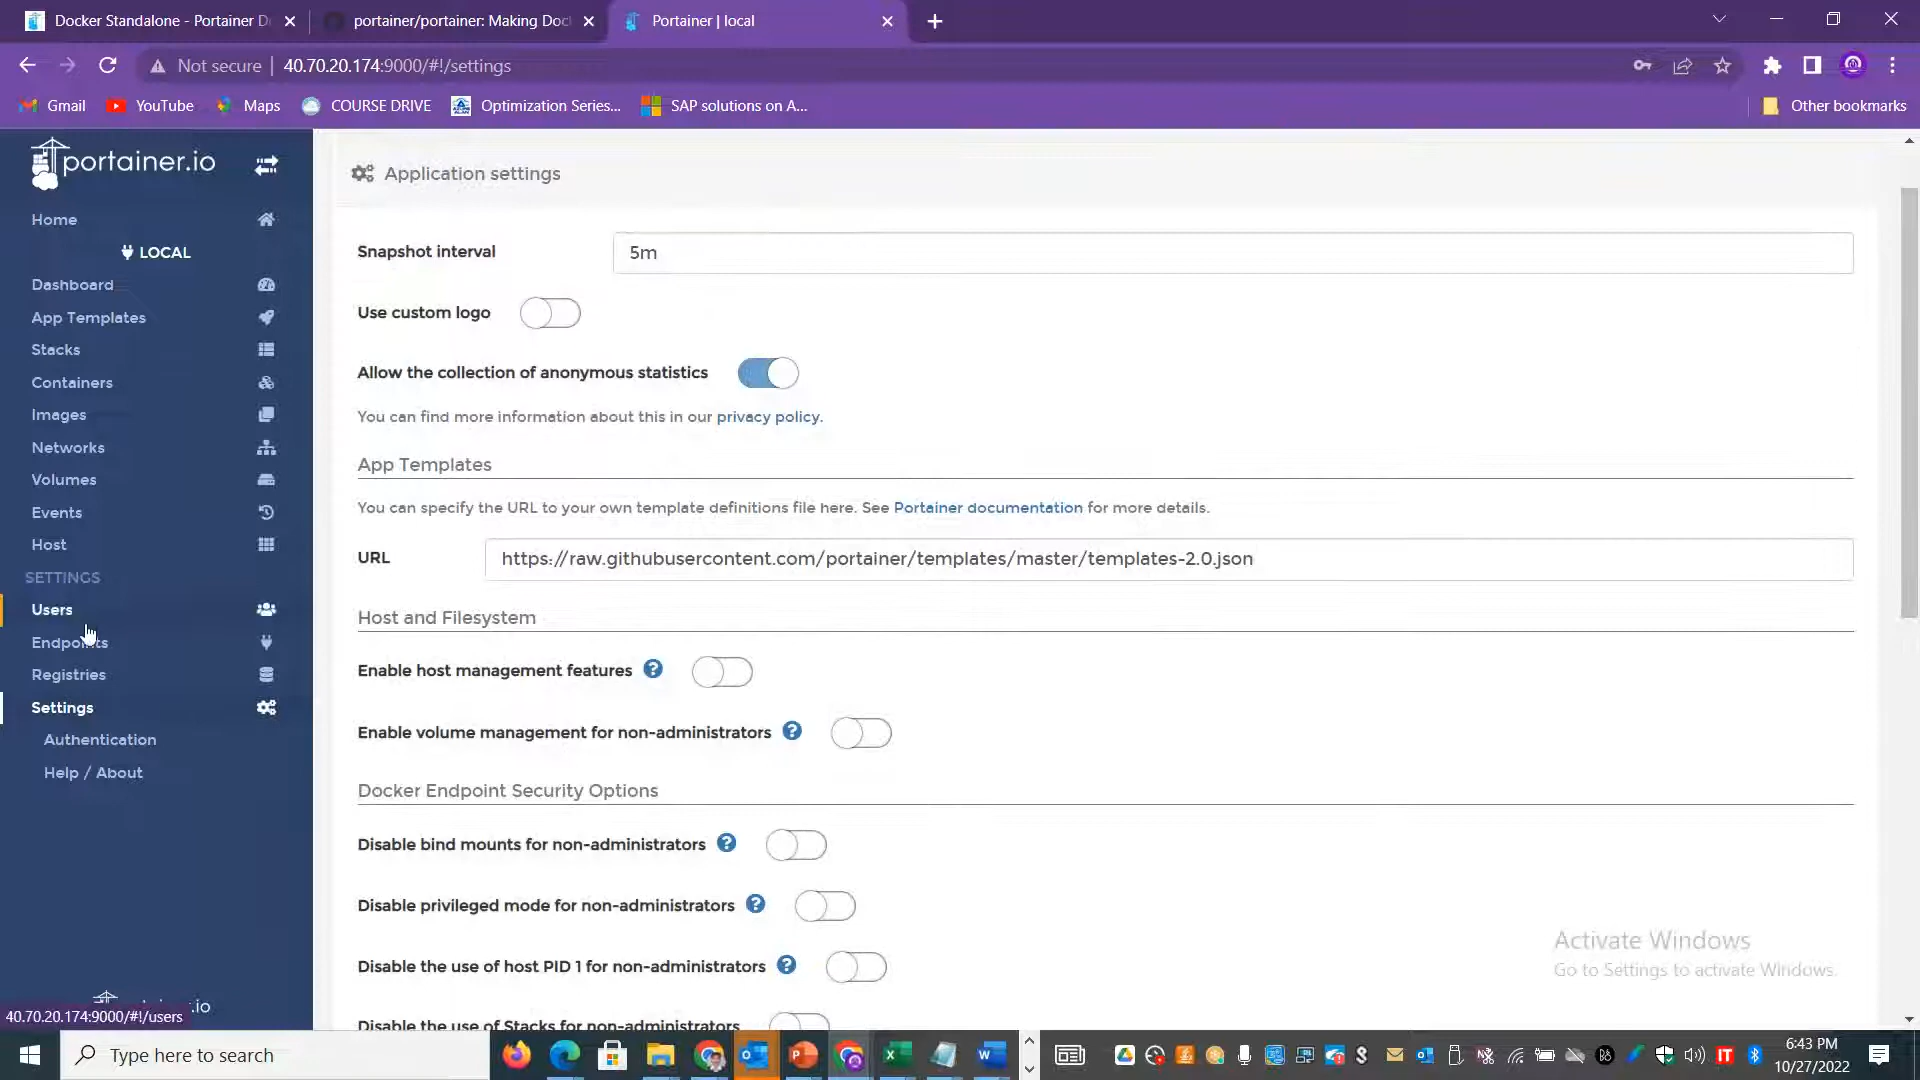 Docker Standalone - Portainer D
portainer/portainer: Making Doc
Portainer | local
Not secure | 40.70.20.174:9000/#!/settings
Gmail
YouTube
Maps
COURSE DRIVE
Optimization Series...
SAP solutions on A...
Other bookmarks
portainer.io
Home
LOCAL
Dashboard
App Templates
Stacks
Containers
Images
Networks
Volumes
Events
Host
SETTINGS
Users
Endpoints
Registries
Settings
Authentication
Help / About
.io
40.70.20.174:9000/#!/users
Application settings
Snapshot interval
5m
Use custom logo
Allow the collection of anonymous statistics
You can find more information about this in our privacy policy.
App Templates
You can specify the URL to your own template definitions file here. See Portainer documentation for more details.
URL
https://raw.githubusercontent.com/portainer/templates/master/templates-2.0.json
Host and Filesystem
Enable host management features
Enable volume management for non-administrators
Docker Endpoint Security Options
Disable bind mounts for non-administrators
Disable privileged mode for non-administrators
Disable the use of host PID 1 for non-administrators
Disable the use of Stacks for non-administrators
Activate Windows
Go to Settings to activate Windows.
Type here to search
6:43 PM
10/27/2022